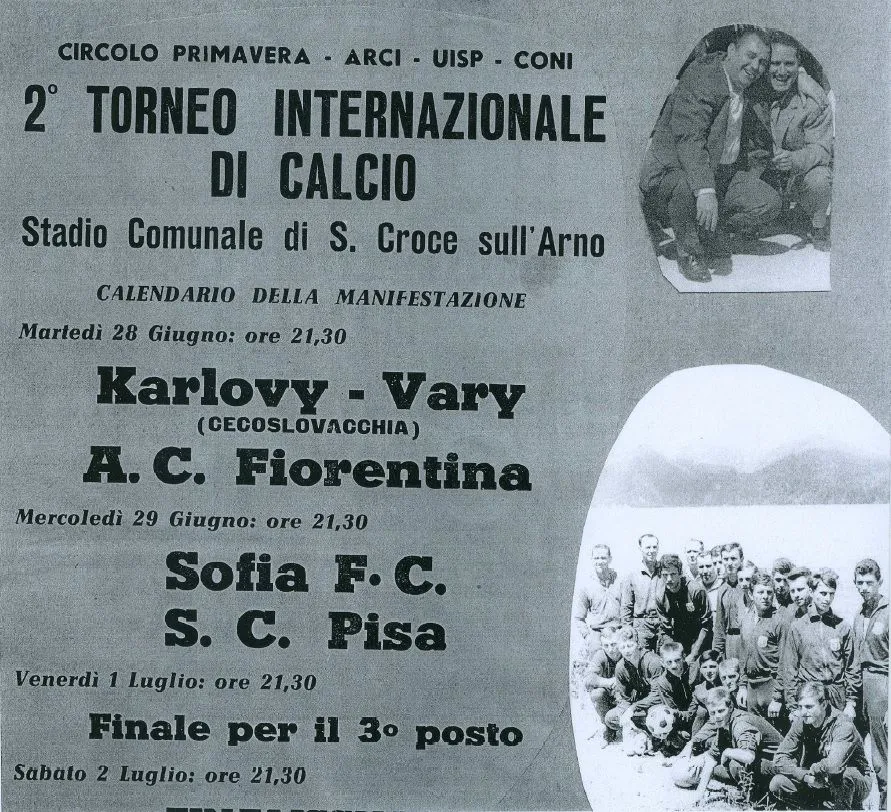 CIRCOLO PRIMAVERA - ARCI - UISP - CONI
2° TORNEO INTERNAZIONALE
DI CALCIO
Stadio Comunale di S. Croce sull'Arno
CALENDARIO DELLA MANIFESTAZIONE
Martedì 28 Giugno: ore 21,30
Karlovy - Vary
(CECOSLOVACCHIA)
A. C. Fiorentina
Mercoledì 29 Giugno: ore 21,30
Sofia F. C.
S. C. Pisa
Venerdì 1 Luglio: ore 21,30
Finale per il 3° posto
Sabato 2 Luglio: ore 21,30